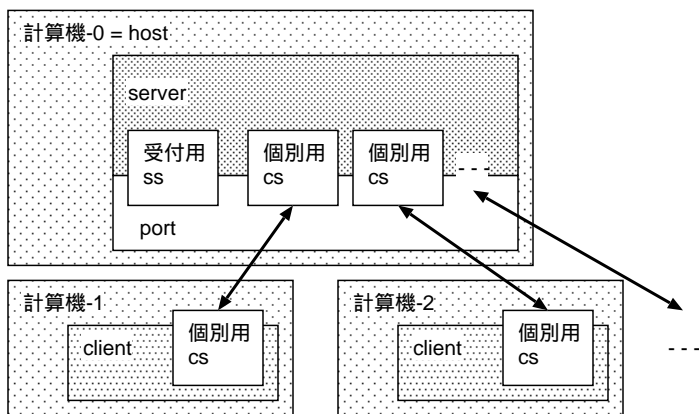 計算機-0 = host
server
受付用
ss
個別用
cs
個別用
cs
---
port
計算機-1
client
個別用
cs
計算機-2
client
個別用
cs
---